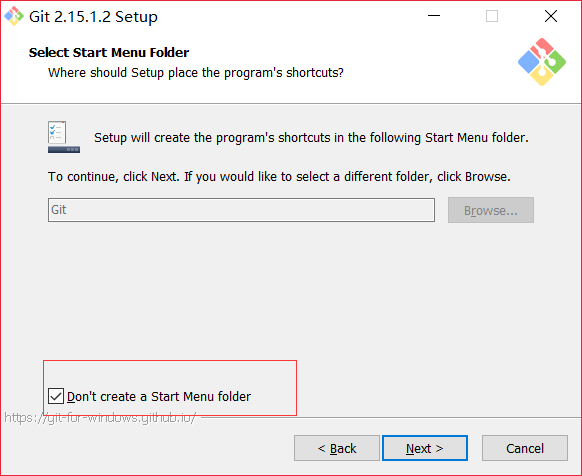 Git 2.15.1.2 Setup
Select Start Menu Folder
Where should Setup place the program's shortcuts?
Setup will create the program's shortcuts in the following Start Menu folder.
To continue, click Next. If you would like to select a different folder, click Browse.
Git
Browse...
Don't create a Start Menu folder
https://git-for-windows.github.io/
< Back
Next >
Cancel